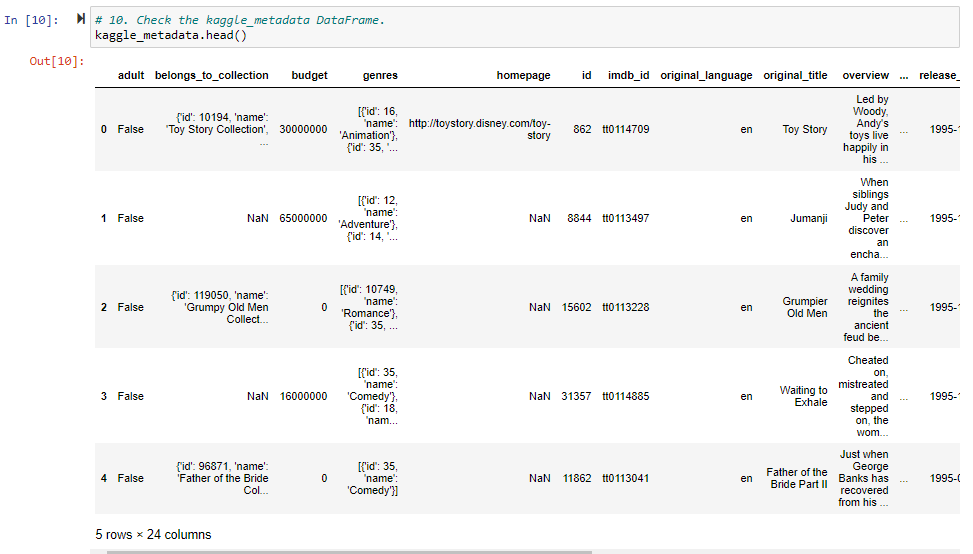 In [10]:
# 10. Check the kaggle_metadata DataFrame.
kaggle_metadata.head()
Out[10]:
adult belongs_to_collection budget genres homepage id imdb_id original_language original_title overview ... release_
0 False {'id': 10194, 'name': 'Toy Story Collection', ... 30000000 [{'id': 16, 'name': 'Animation'}, {'id': 35, '... http://toystory.disney.com/toy-story 862 tt0114709 en Toy Story Led by Woody, Andy's toys live happily in his ... ... 1995-1
1 False NaN 65000000 [{'id': 12, 'name': 'Adventure'}, {'id': 14, '... NaN 8844 tt0113497 en Jumanji When siblings Judy and Peter discover an encha... ... 1995-1
2 False {'id': 119050, 'name': 'Grumpy Old Men Collect... 0 [{'id': 10749, 'name': 'Romance'}, {'id': 35, ... NaN 15602 tt0113228 en Grumpier Old Men A family wedding reignites the ancient feud be... ... 1995-1
3 False NaN 16000000 [{'id': 35, 'name': 'Comedy'}, {'id': 18, 'nam... NaN 31357 tt0114885 en Waiting to Exhale Cheated on, mistreated and stepped on, the wom... ... 1995-1
4 False {'id': 96871, 'name': 'Father of the Bride Col... 0 [{'id': 35, 'name': 'Comedy'}] NaN 11862 tt0113041 en Father of the Bride Part II Just when George Banks has recovered from his ... ... 1995-0
5 rows × 24 columns